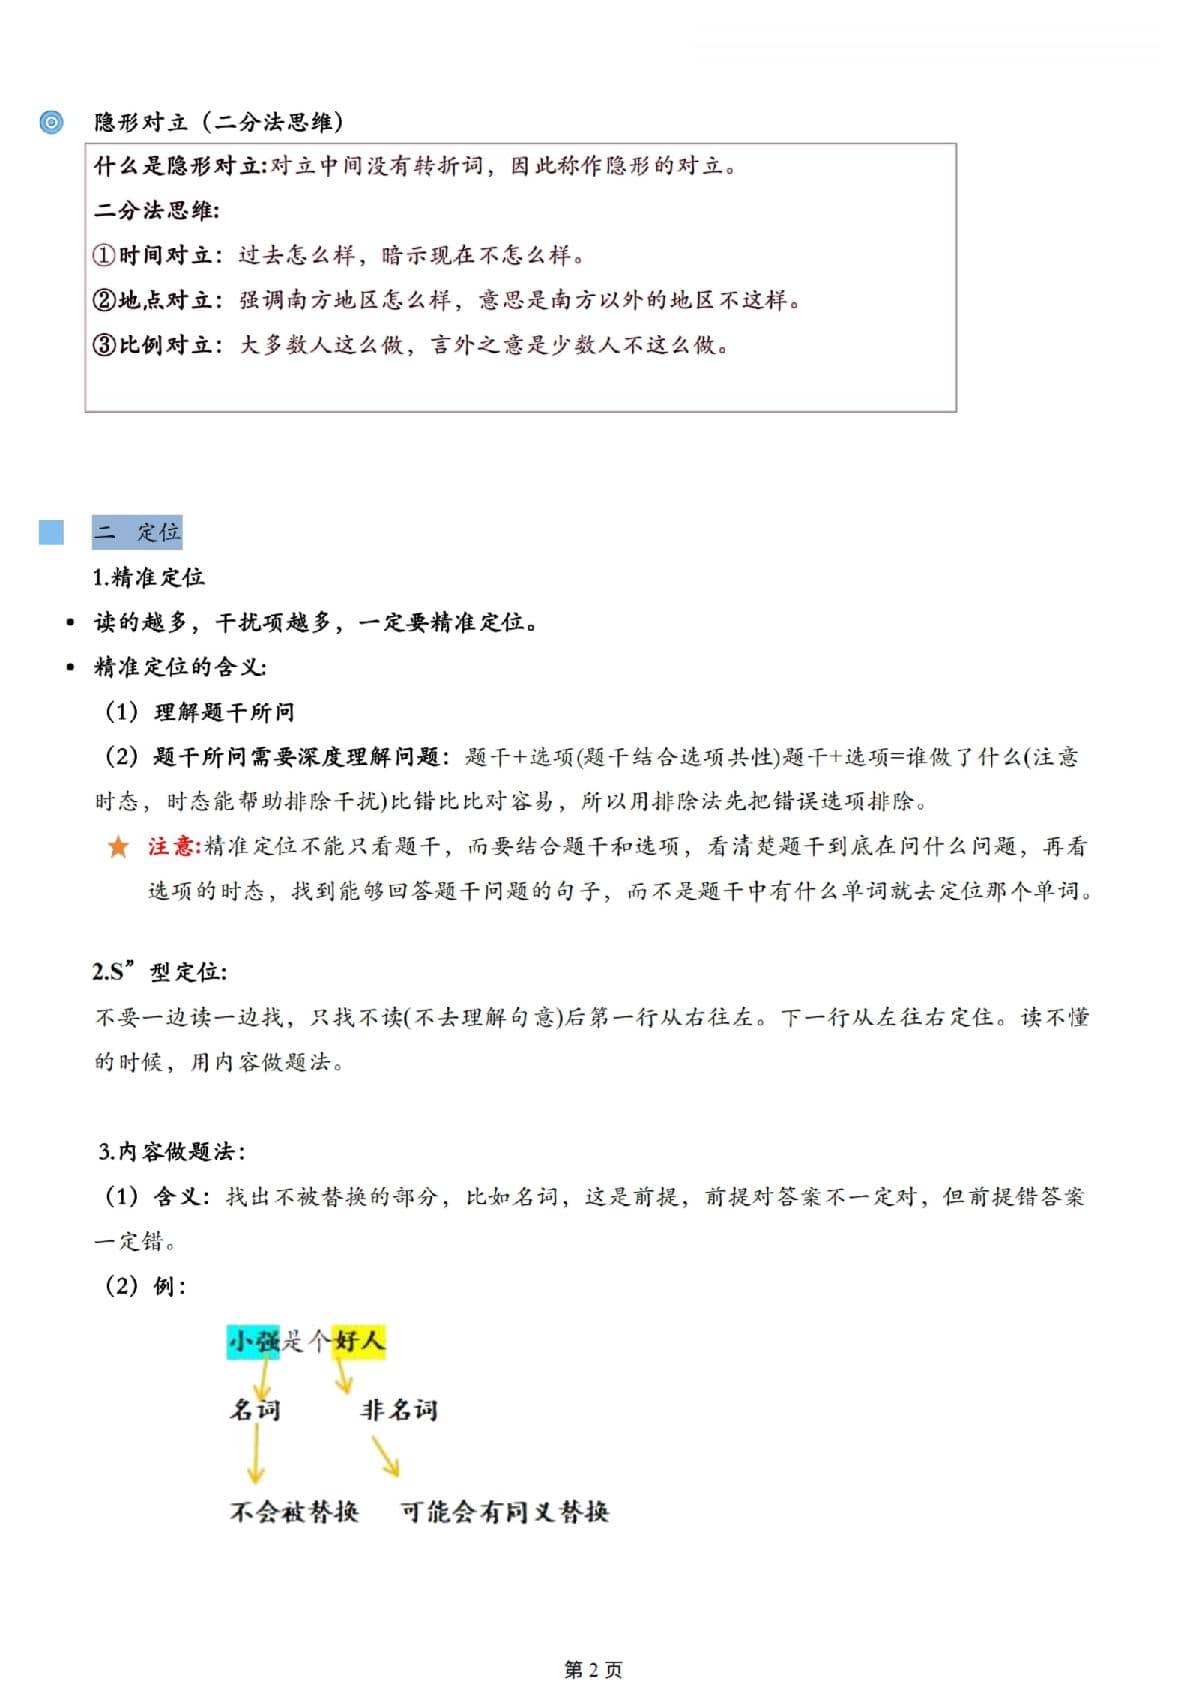 隐形对立（二分法思维）
什么是隐形对立:对立中间没有转折词，因此称作隐形的对立。
二分法思维:
①时间对立：过去怎么样，暗示现在不怎么样。
②地点对立：强调南方地区怎么样，意思是南方以外的地区不这样。
③比例对立：大多数人这么做，言外之意是少数人不这么做。
二 定位
1.精准定位
• 读的越多，干扰项越多，一定要精准定位。
• 精准定位的含义:
（1）理解题干所问
（2）题干所问需要深度理解问题：题干+选项(题干结合选项共性)题干+选项=谁做了什么(注意
时态，时态能帮助排除干扰)比错比比对容易，所以用排除法先把错误选项排除。
注意:精准定位不能只看题干，而要结合题干和选项，看清楚题干到底在问什么问题，再看
选项的时态，找到能够回答题干问题的句子，而不是题干中有什么单词就去定位那个单词。
2.S”型定位:
不要一边读一边找，只找不读(不去理解句意)后第一行从右往左。下一行从左往右定住。读不懂
的时候，用内容做题法。
3.内容做题法：
（1）含义：找出不被替换的部分，比如名词，这是前提，前提对答案不一定对，但前提错答案
一定错。
（2）例：
小强是个好人
名词 非名词
不会被替换 可能会有同义替换
第 2 页